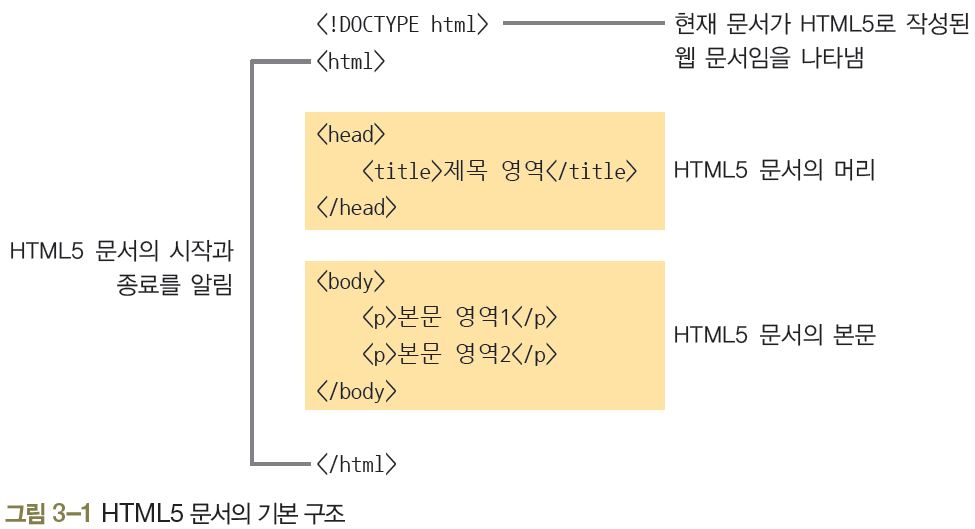 <!DOCTYPE html>
현재 문서가 HTML5로 작성된
웹 문서임을 나타냄
<html>
<head>
<title>제목 영역</title>
</head>
HTML5 문서의 머리
HTML5 문서의 시작과
종료를 알림
<body>
<p>본문 영역1</p>
<p>본문 영역2</p>
</body>
HTML5 문서의 본문
</html>
그림 3-1 HTML5 문서의 기본 구조